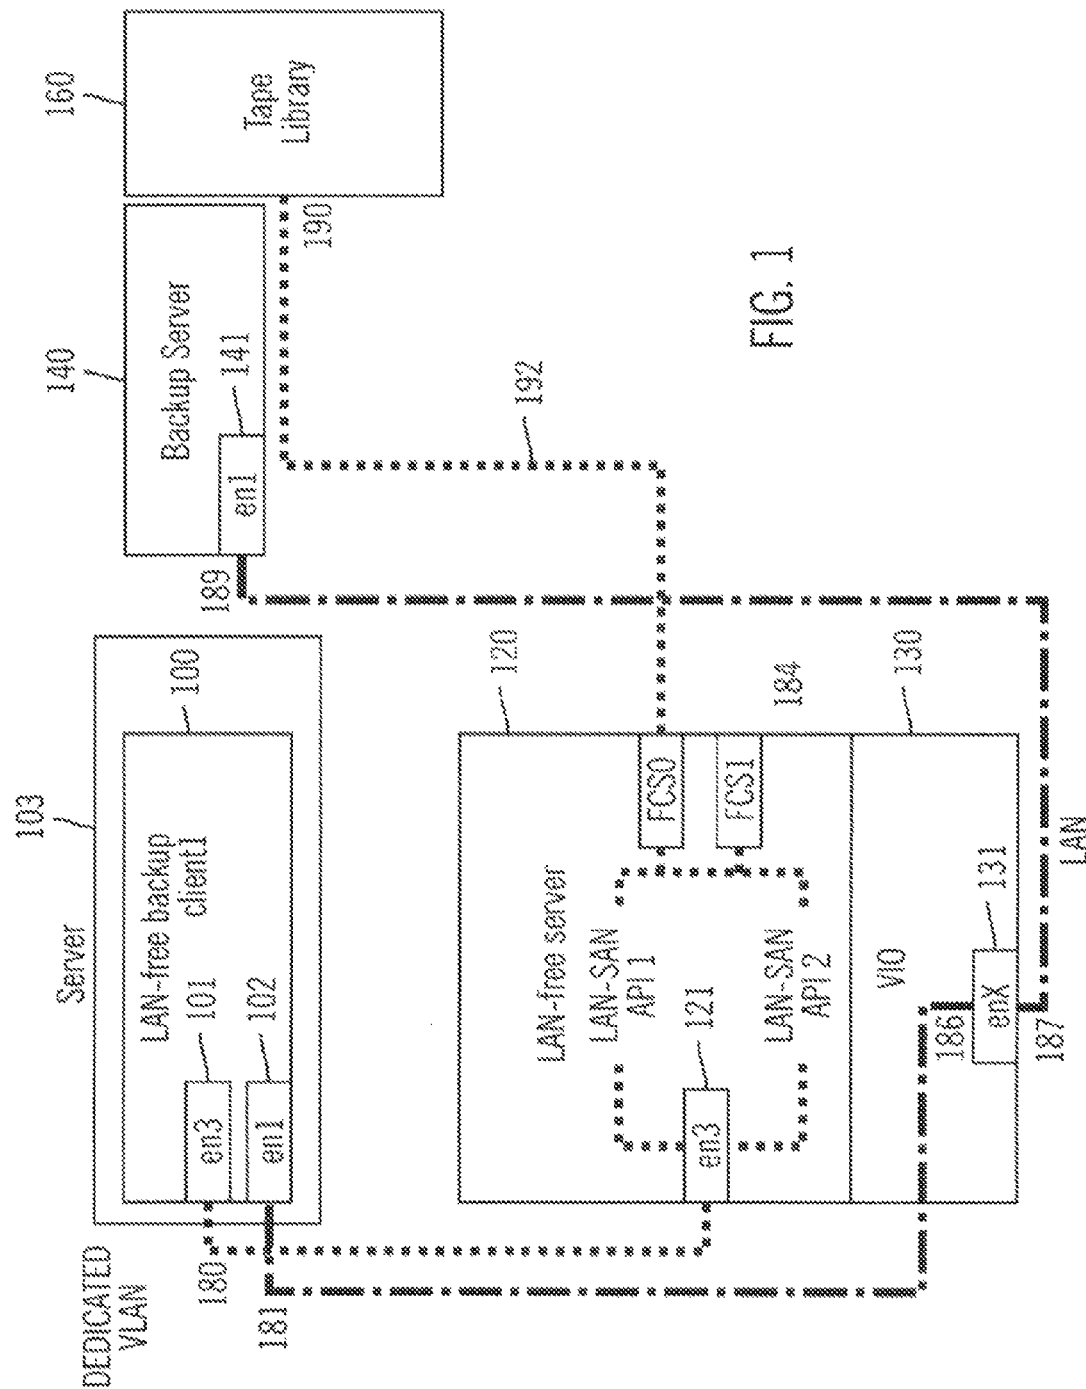 DEDICATED
VLAN
180
181
Server
103
LAN-free backup
client1
100
en3
101
en1
102
140
Backup Server
en1
141
189
160
Tape
Library
190
192
120
LAN-free server
LAN-SAN
API 1
LAN-SAN
API 2
en3
121
FCS0
FCS1
184
130
VIO
186
enX
131
187
LAN
FIG. 1